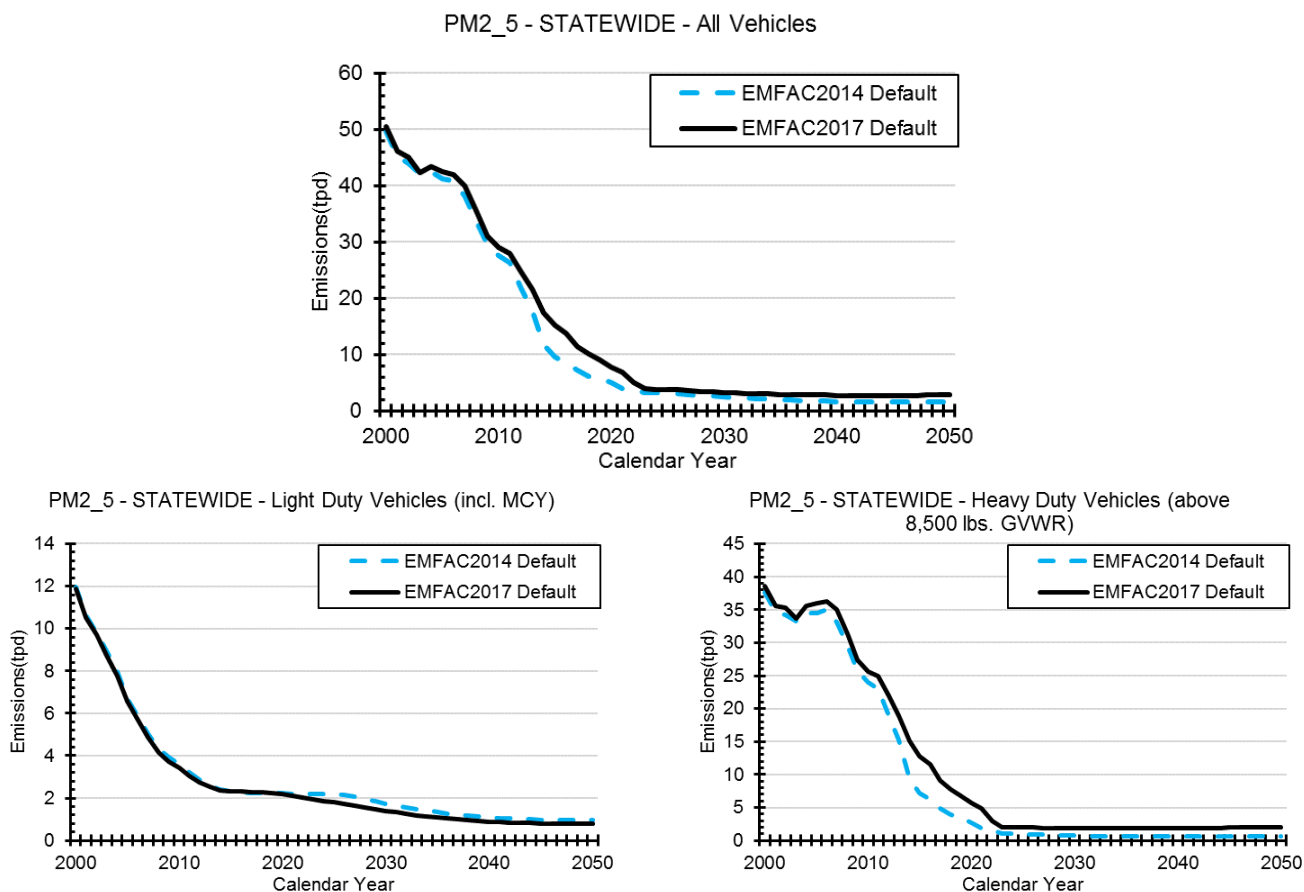 PM2_5 - STATEWIDE - All Vehicles
EMFAC2014 Default
EMFAC2017 Default
60
50
40
30
20
10
0
Emissions(tpd)
2000 2010 2020 2030 2040 2050
Calendar Year
PM2_5 - STATEWIDE - Light Duty Vehicles (incl. MCY)
EMFAC2014 Default
EMFAC2017 Default
14
12
10
8
6
4
2
0
Emissions(tpd)
2000 2010 2020 2030 2040 2050
Calendar Year
PM2_5 - STATEWIDE - Heavy Duty Vehicles (above
8,500 lbs. GVWR)
EMFAC2014 Default
EMFAC2017 Default
45
40
35
30
25
20
15
10
5
0
Emissions(tpd)
2000 2010 2020 2030 2040 2050
Calendar Year